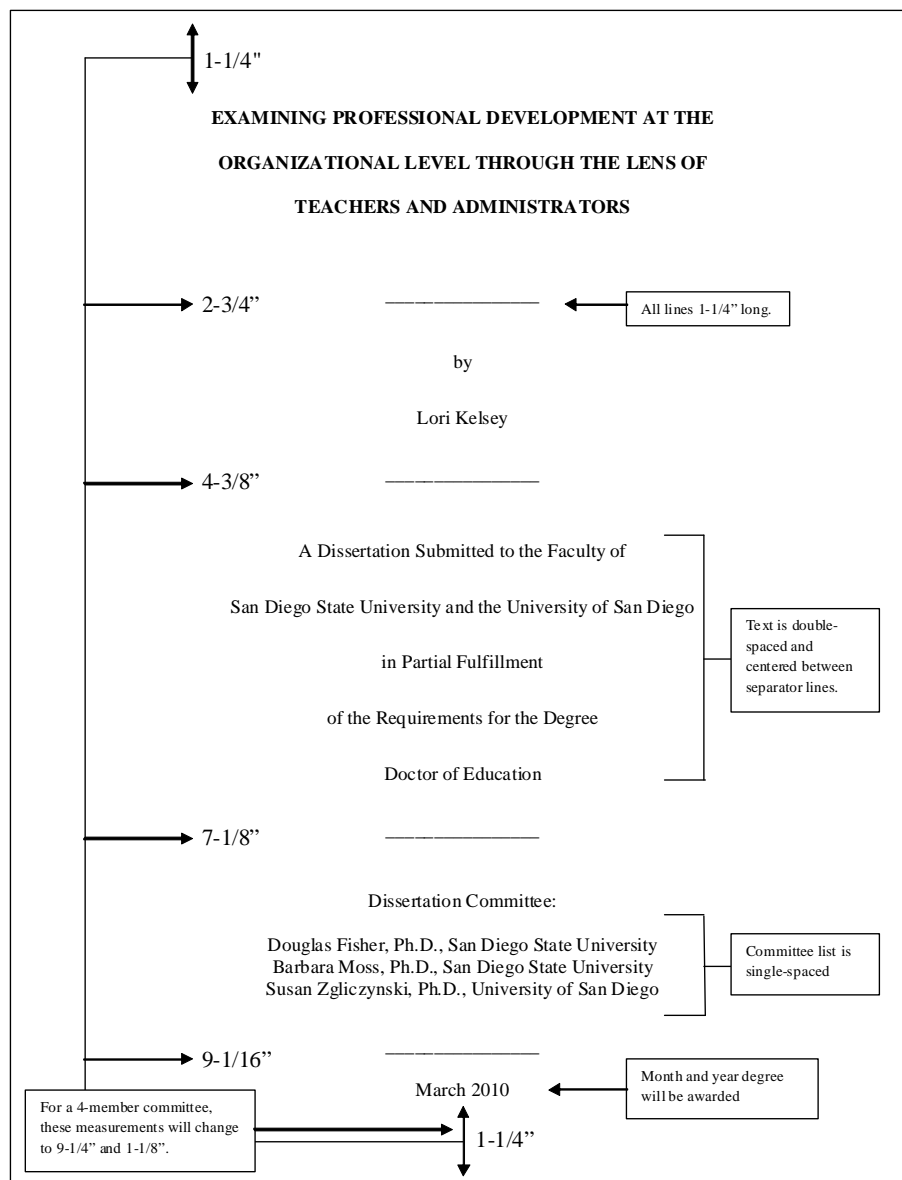 1-1/4"
EXAMINING PROFESSIONAL DEVELOPMENT AT THE
ORGANIZATIONAL LEVEL THROUGH THE LENS OF
TEACHERS AND ADMINISTRATORS
2-3/4”
All lines 1-1/4” long.
by
Lori Kelsey
4-3/8”
A Dissertation Submitted to the Faculty of
San Diego State University and the University of San Diego
in Partial Fulfillment
of the Requirements for the Degree
Doctor of Education
Text is double-
spaced and
centered between
separator lines.
7-1/8”
Dissertation Committee:
Douglas Fisher, Ph.D., San Diego State University
Barbara Moss, Ph.D., San Diego State University
Susan Zgliczynski, Ph.D., University of San Diego
Committee list is
single-spaced
9-1/16”
March 2010
Month and year degree
will be awarded
For a 4-member committee,
these measurements will change
to 9-1/4” and 1-1/8”.
1-1/4”